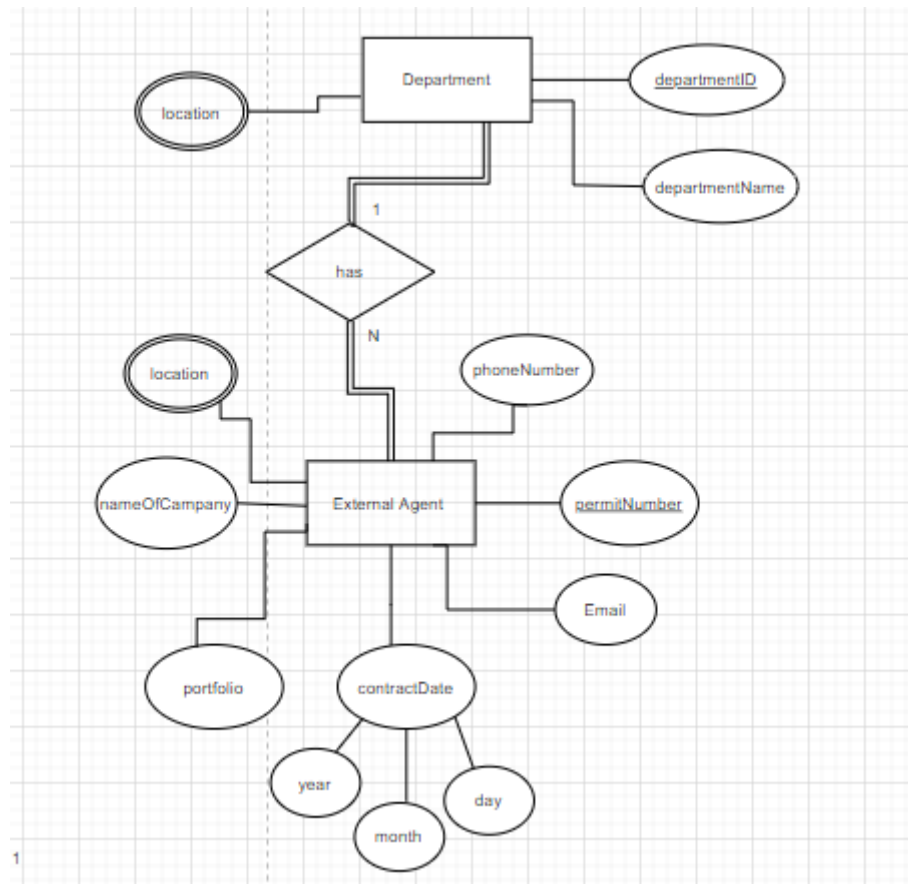 Department
departmentID
location
departmentName
1
has
N
location
phoneNumber
nameOfCampany
External Agent
permitNumber
Email
portfolio
contractDate
year
day
month
1